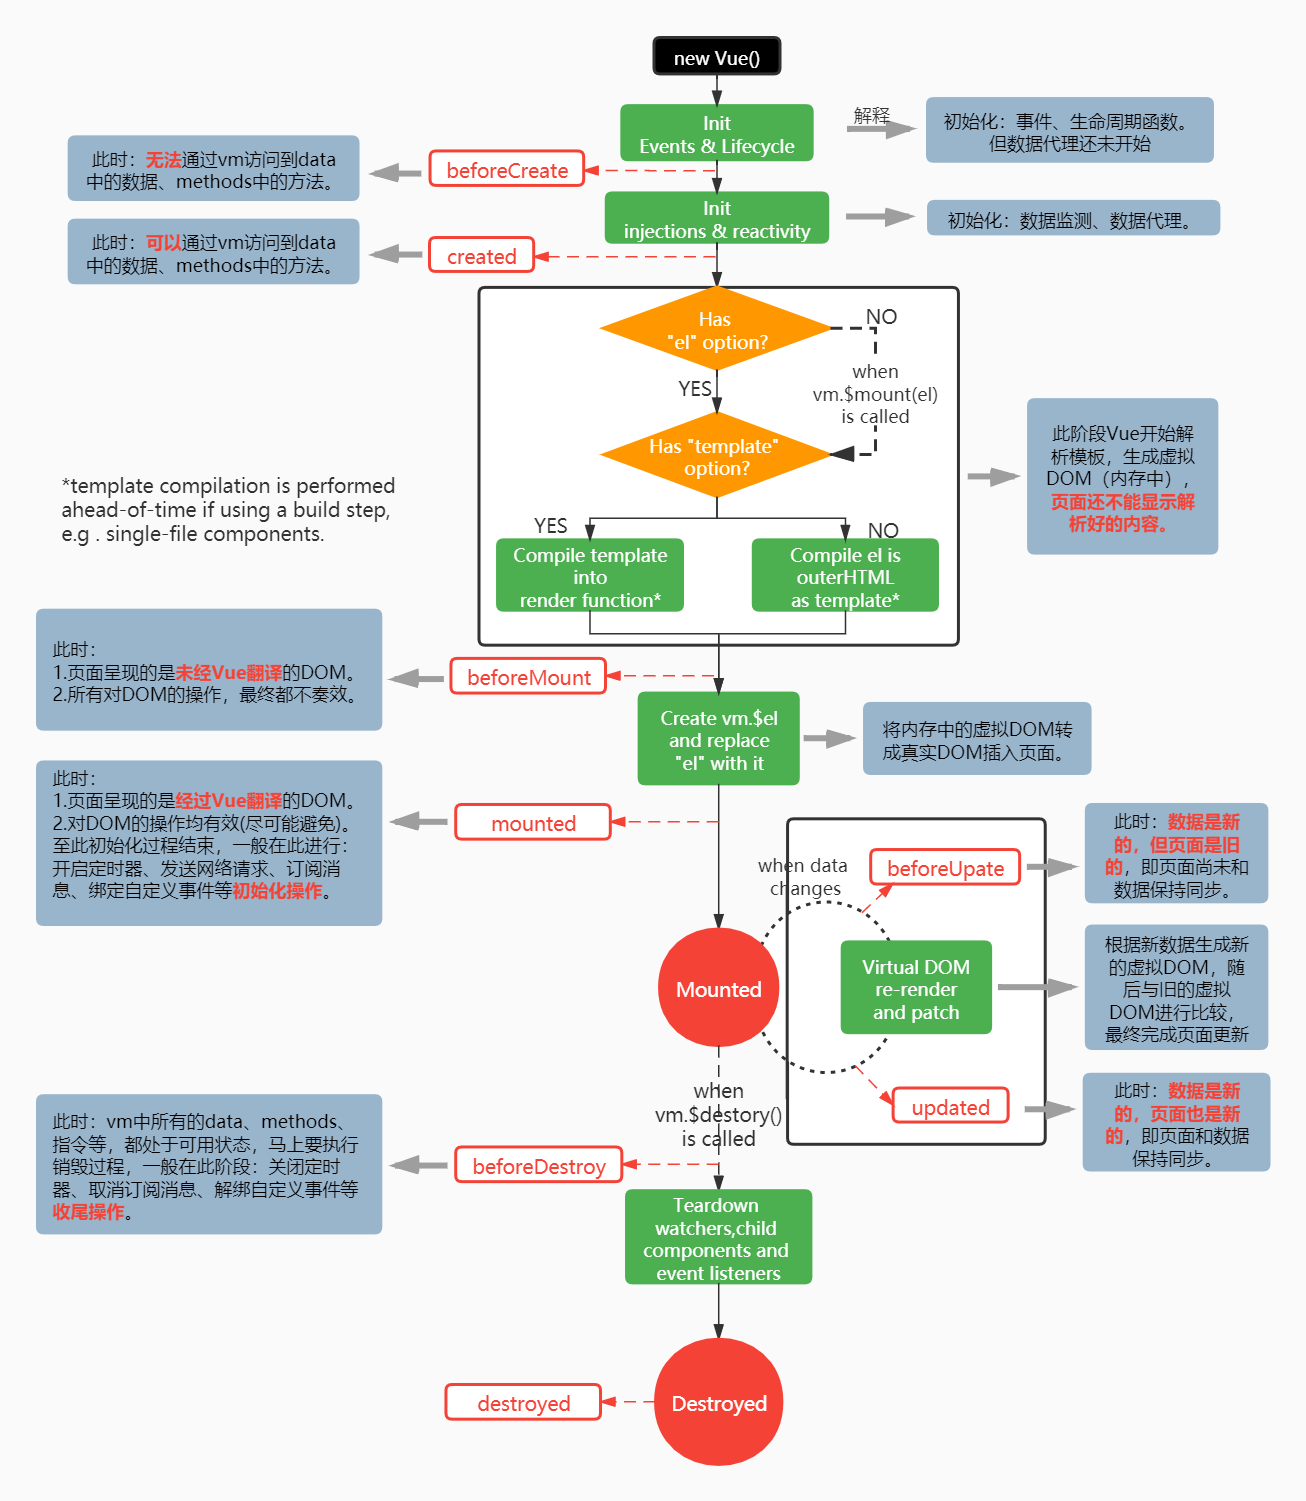 new Vue()
Init
Events & Lifecycle
解释
初始化：事件、生命周期函数。
但数据代理还未开始
beforeCreate
此时：无法通过vm访问到data
中的数据、methods中的方法。
Init
injections & reactivity
初始化：数据监测、数据代理。
created
此时：可以通过vm访问到data
中的数据、methods中的方法。
Has
"el" option?
NO
when
vm.$mount(el)
is called
YES
Has "template"
option?
此阶段Vue开始解
析模板，生成虚拟
DOM（内存中），
页面还不能显示解
析好的内容。
*template compilation is performed
ahead-of-time if using a build step,
e.g . single-file components.
YES
NO
Compile template
into
render function*
Compile el is
outerHTML
as template*
beforeMount
此时：
1.页面呈现的是未经Vue翻译的DOM。
2.所有对DOM的操作，最终都不奏效。
Create vm.$el
and replace
"el" with it
将内存中的虚拟DOM转
成真实DOM插入页面。
mounted
此时：
1.页面呈现的是经过Vue翻译的DOM。
2.对DOM的操作均有效(尽可能避免)。
至此初始化过程结束，一般在此进行：
开启定时器、发送网络请求、订阅消
息、绑定自定义事件等初始化操作。
when data
changes
beforeUpate
此时：数据是新
的，但页面是旧
的，即页面尚未和
数据保持同步。
Mounted
Virtual DOM
re-render
and patch
根据新数据生成新
的虚拟DOM，随
后与旧的虚拟
DOM进行比较，
最终完成页面更新
updated
此时：数据是新
的，页面也是新
的，即页面和数据
保持同步。
when
vm.$destory()
is called
beforeDestroy
此时：vm中所有的data、methods、
指令等，都处于可用状态，马上要执行
销毁过程，一般在此阶段：关闭定时
器、取消订阅消息、解绑自定义事件等
收尾操作。
Teardown
watchers,child
components and
event listeners
destroyed
Destroyed